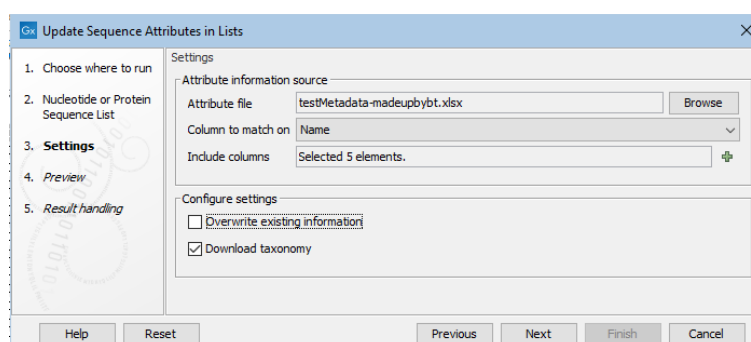 Gx Update Sequence Attributes in Lists
1. Choose where to run
2. Nucleotide or Protein
Sequence List
3. Settings
4. Preview
5. Result handling
Settings
Attribute information source
Attribute file testMetadata-madeupbybt.xlsx Browse
Column to match on Name
Include columns Selected 5 elements.
Configure settings
Overwrite existing information
Download taxonomy
Help Reset Previous Next Finish Cancel